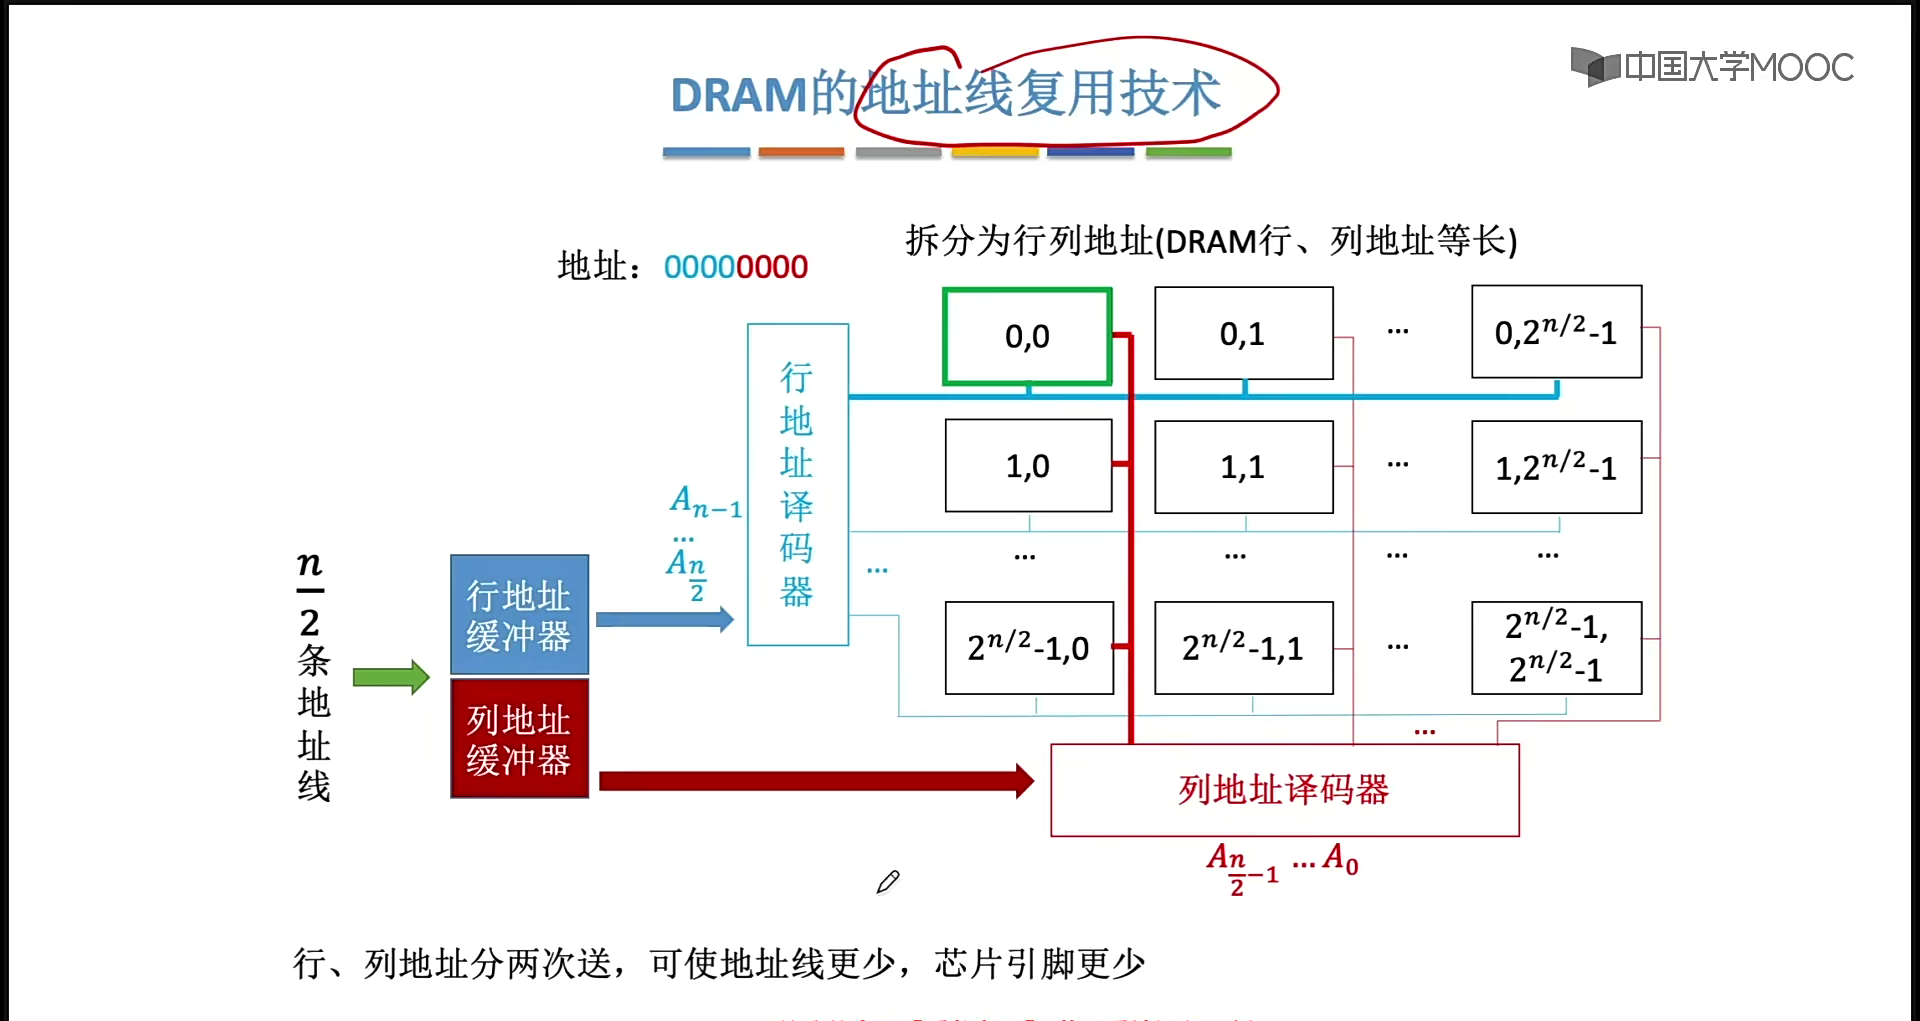 DRAM的地址线复用技术
中国大学MOOC
拆分为行列地址(DRAM行、列地址等长)
地址：00000000
0,0
0,1
...
0,2^{n/2}-1
行地址译码器
1,0
1,1
...
1,2^{n/2}-1
A_{n-1}
...
A_{n/2}
...
...
...
...
...
n/2条地址线
行地址
缓冲器
2^{n/2}-1,0
2^{n/2}-1,1
...
2^{n/2}-1,
2^{n/2}-1
列地址
缓冲器
...
列地址译码器
A_{n/2-1} ...A_0
行、列地址分两次送，可使地址线更少，芯片引脚更少